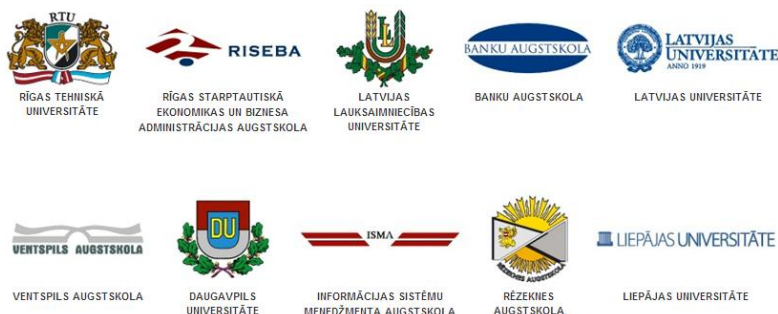 RTU
RĪGAS TEHNISKĀ
UNIVERSITĀTE
RISEBA
RĪGAS STARPTAUTISKĀ
EKONOMIKAS UN BIZNESA
ADMINISTRĀCIJAS AUGSTSKOLA
LATVIJAS
LAUKSAIMNIECĪBAS
UNIVERSITĀTE
BANKU AUGSTSKOLA
BANKU AUGSTSKOLA
LATVIJAS
UNIVERSITĀTE
ANNO 1919
LATVIJAS UNIVERSITĀTE
VENTSPILS AUGSTSKOLA
VENTSPILS AUGSTSKOLA
DU
DAUGAVPILS
UNIVERSITĀTE
ISMA
INFORMĀCIJAS SISTĒMU
MENEDŽMENTA AUGSTSKOLA
RĒZEKNES AUGSTSKOLA
RĒZEKNES
AUGSTSKOLA
LIEPĀJAS UNIVERSITĀTE
LIEPĀJAS UNIVERSITĀTE